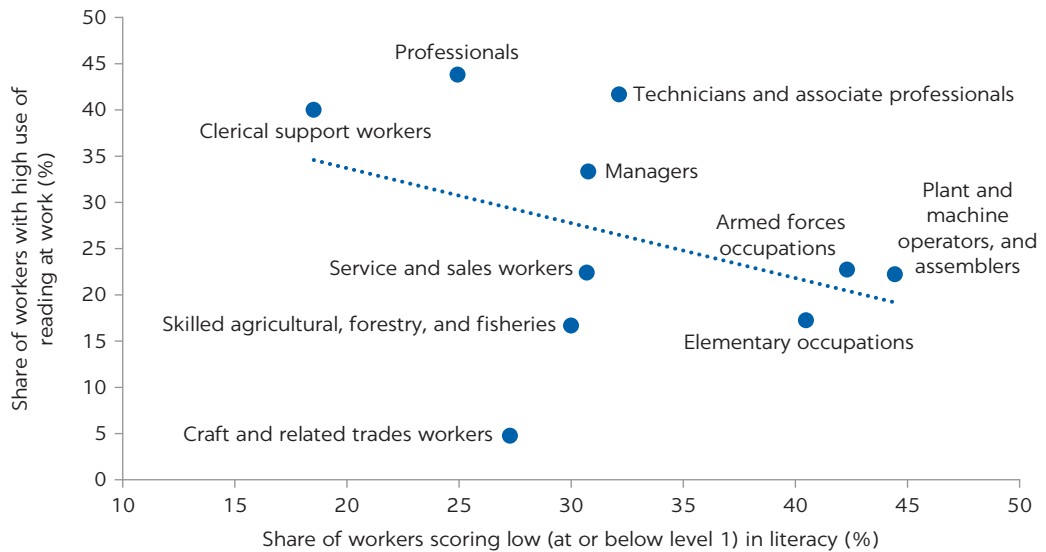 Share of workers with high use of
reading at work (%)
50
45
40
35
30
25
20
15
10
5
0
Professionals
Technicians and associate professionals
Clerical support workers
Managers
Plant and
machine
operators, and
assemblers
Armed forces
occupations
Service and sales workers
Skilled agricultural, forestry, and fisheries
Elementary occupations
Craft and related trades workers
10 15 20 25 30 35 40 45 50
Share of workers scoring low (at or below level 1) in literacy (%)